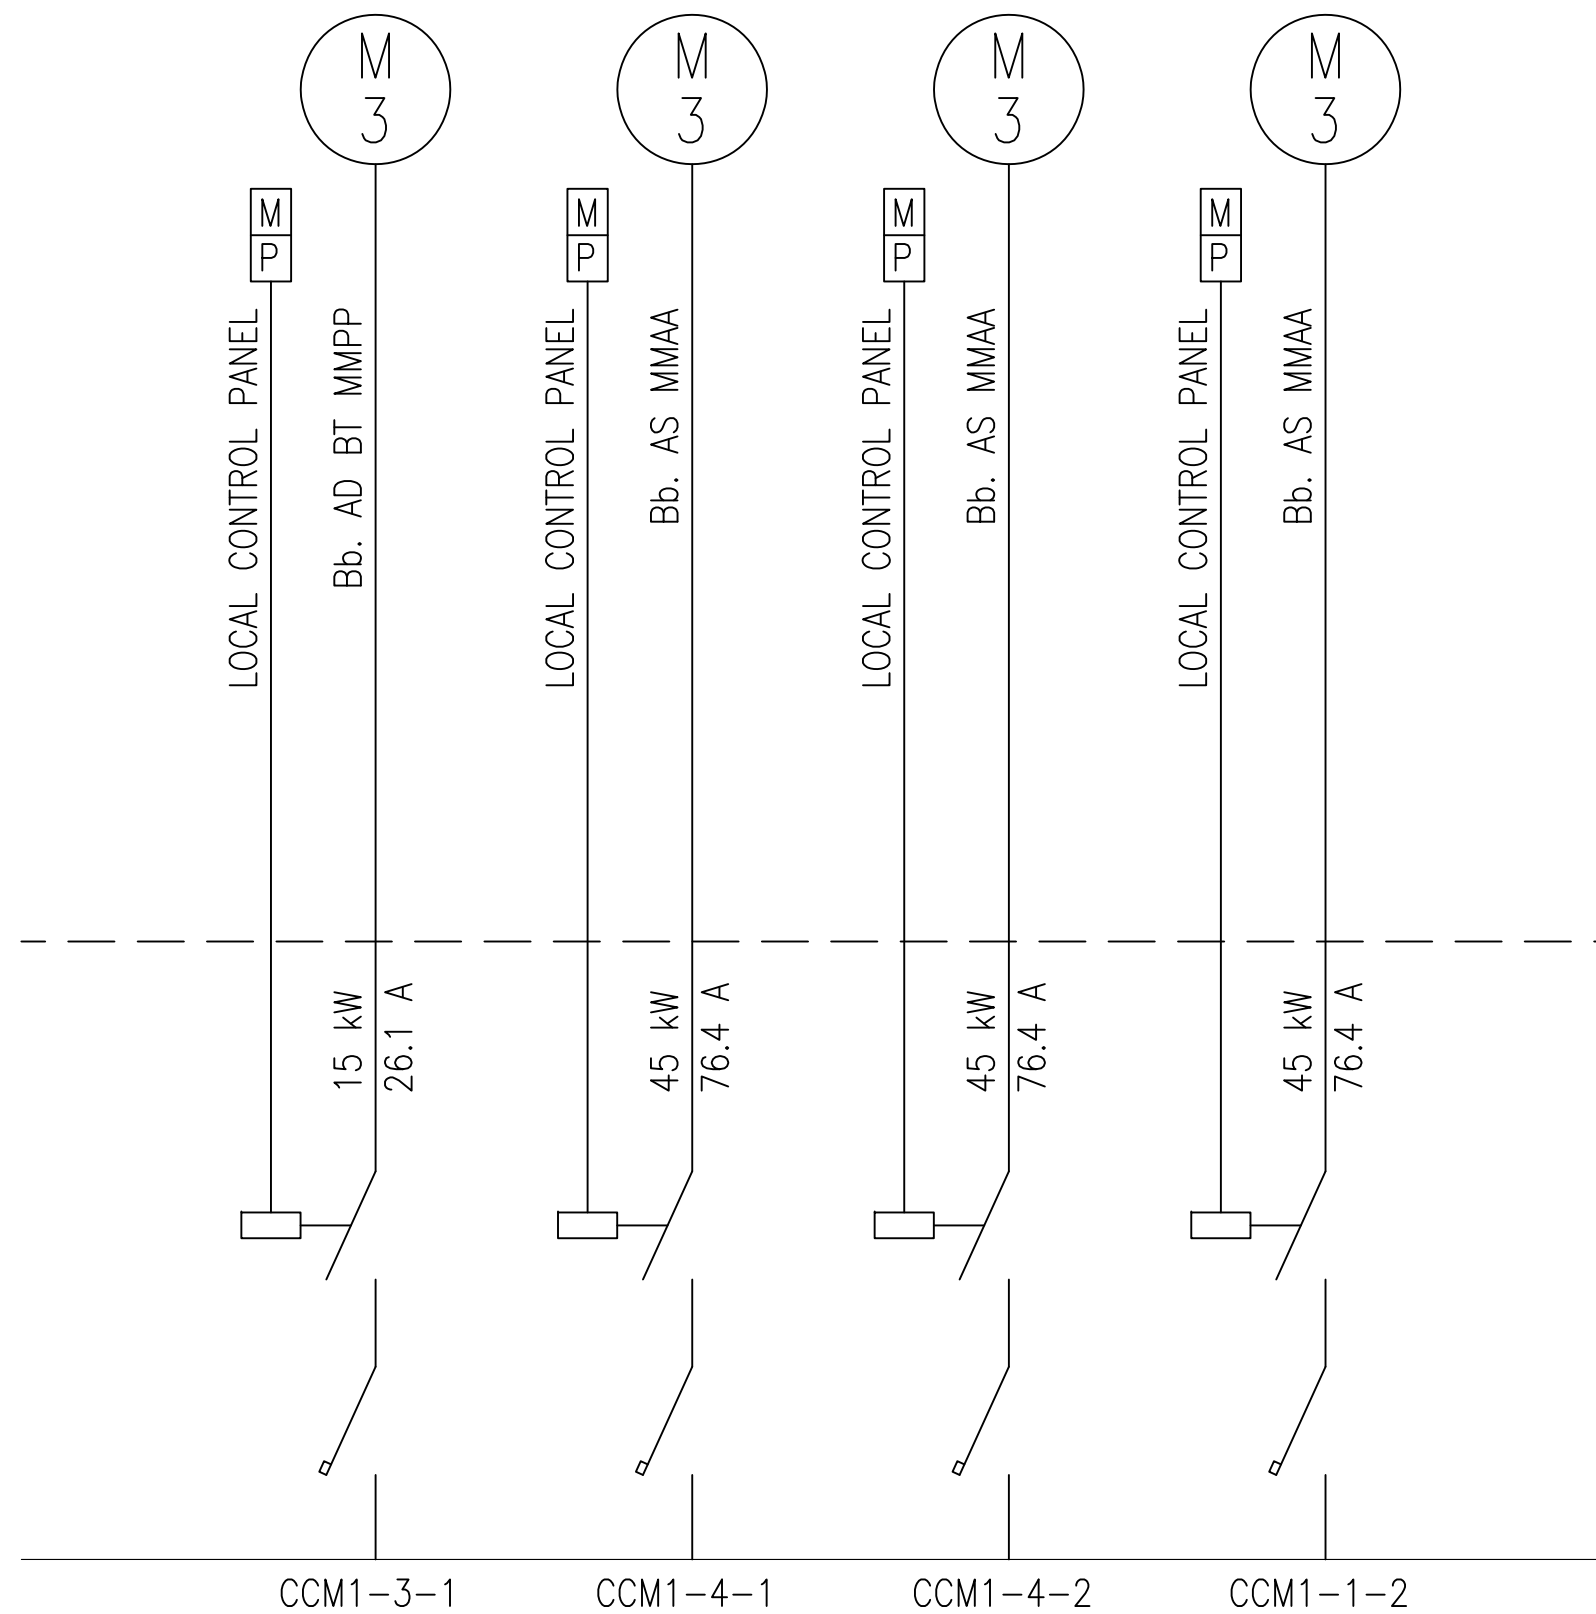 M
3
M
3
M
3
M
3
M
P
M
P
M
P
M
P
LOCAL CONTROL PANEL
Bb. AD BT MMPP
LOCAL CONTROL PANEL
Bb. AS MMAA
LOCAL CONTROL PANEL
Bb. AS MMAA
LOCAL CONTROL PANEL
Bb. AS MMAA
15 kW
26.1 A
45 kW
76.4 A
45 kW
76.4 A
45 kW
76.4 A
CCM1-3-1
CCM1-4-1
CCM1-4-2
CCM1-1-2